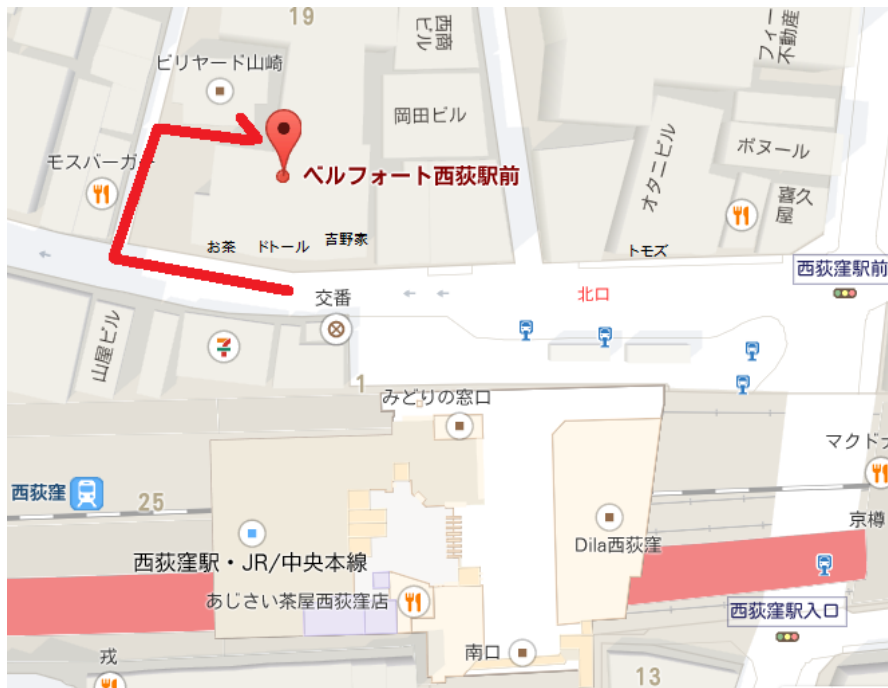 19
西商
ビル
フィー
不動産
ビリヤード山崎
岡田ビル
オタニビル
ボヌール
モスバーガー
ベルフォート西荻駅前
喜久
屋
お茶
ドトール
吉野家
トモズ
西荻窪駅前
北口
交番
山屋ビル
1
みどりの窓口
マクドナ
西荻窪
25
京樽
Dila西荻窪
西荻窪駅・JR/中央本線
あじさい茶屋西荻窪店
西荻窪駅入口
戎
南口
13